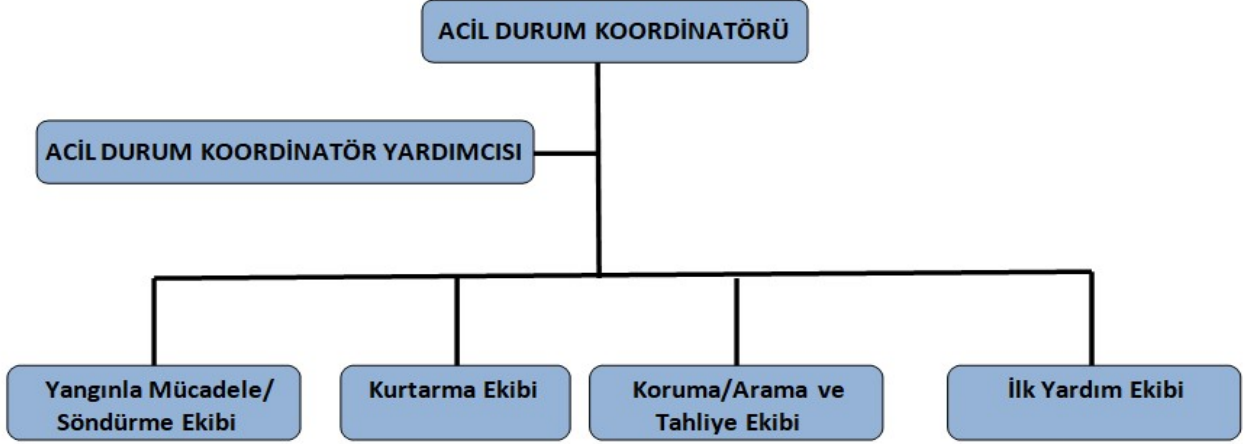 ACİL DURUM KOORDİNATÖRÜ
ACİL DURUM KOORDİNATÖR YARDIMCISI
Yangınla Mücadele/
Söndürme Ekibi
Kurtarma Ekibi
Koruma/Arama ve
Tahliye Ekibi
İlk Yardım Ekibi